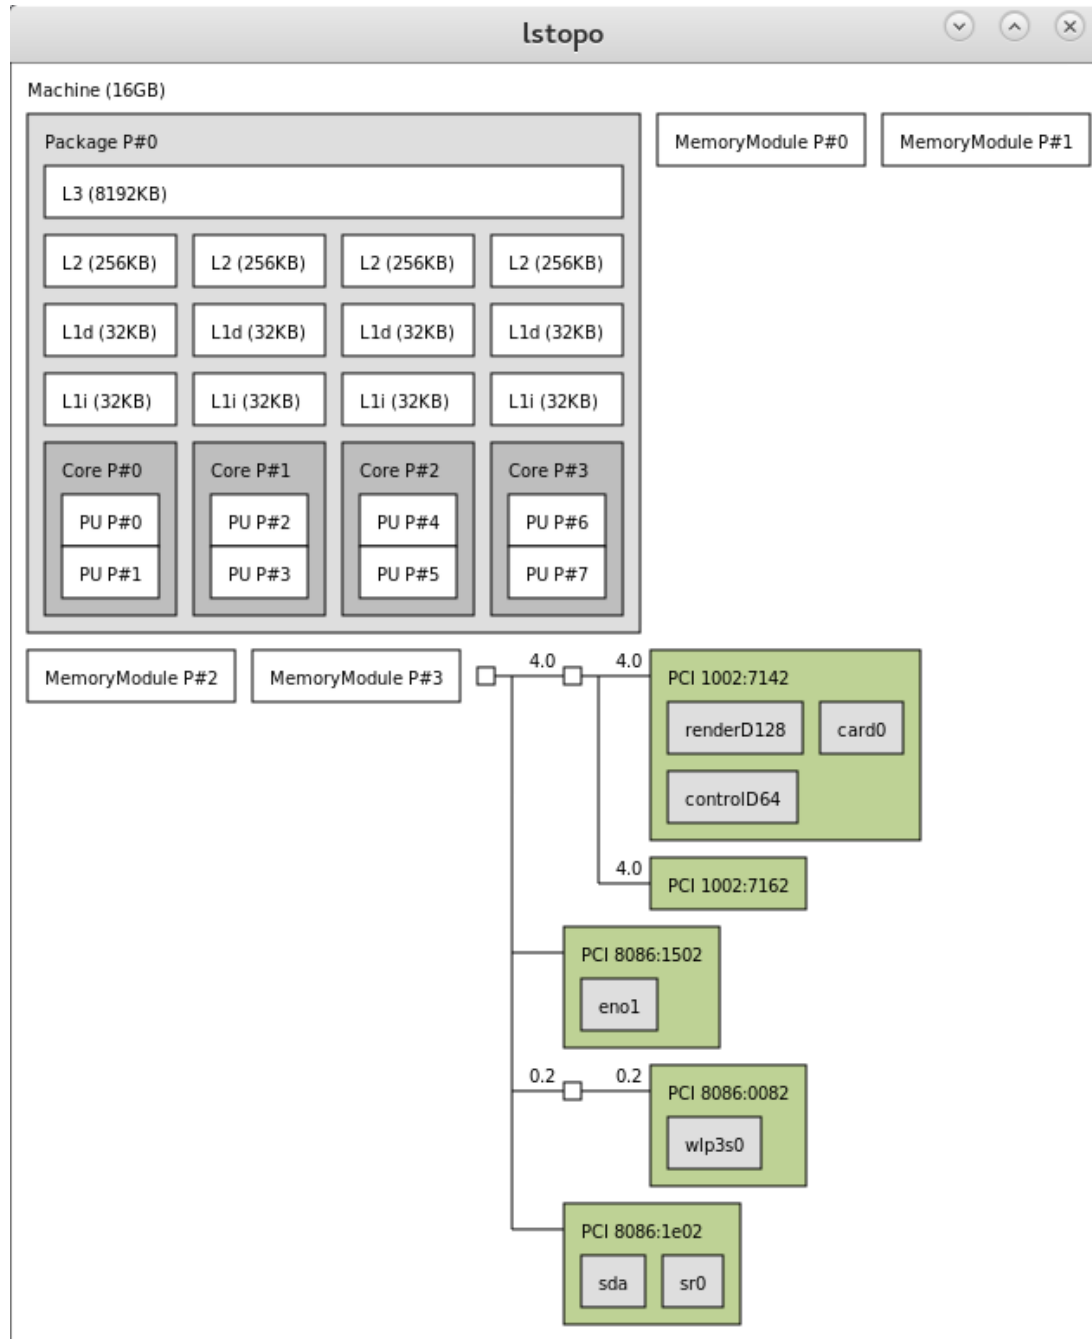 lstopo
Machine (16GB)
Package P#0
MemoryModule P#0
MemoryModule P#1
L3 (8192KB)
L2 (256KB) L2 (256KB) L2 (256KB) L2 (256KB)
L1d (32KB) L1d (32KB) L1d (32KB) L1d (32KB)
L1i (32KB) L1i (32KB) L1i (32KB) L1i (32KB)
Core P#0 Core P#1 Core P#2 Core P#3
PU P#0 PU P#2 PU P#4 PU P#6
PU P#1 PU P#3 PU P#5 PU P#7
MemoryModule P#2
MemoryModule P#3
4.0 4.0
PCI 1002:7142
renderD128 card0
controlD64
4.0
PCI 1002:7162
PCI 8086:1502
eno1
0.2 0.2
PCI 8086:0082
wlp3s0
PCI 8086:1e02
sda sr0